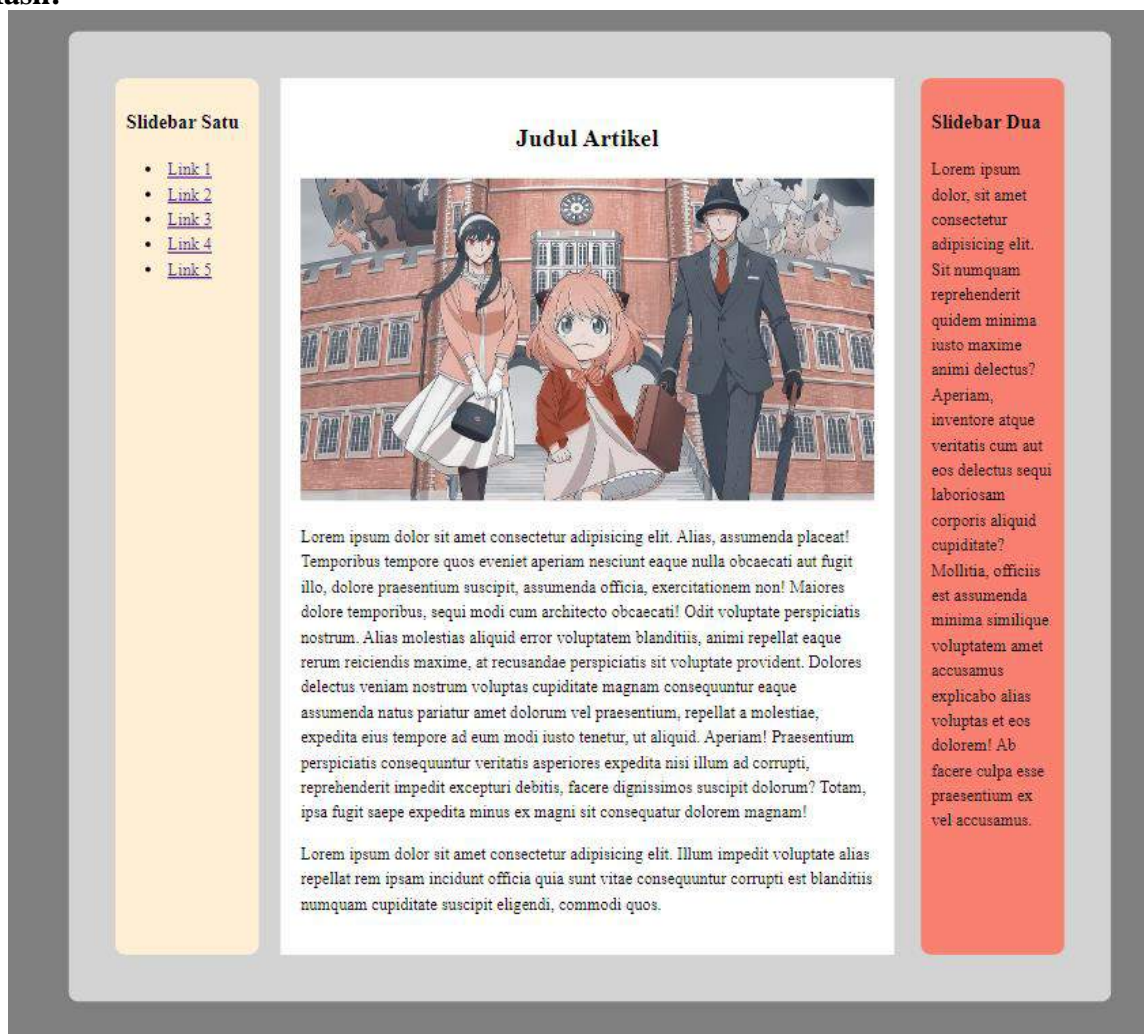 Slidebar Satu
Link 1
Link 2
Link 3
Link 4
Link 5
Judul Artikel
Lorem ipsum dolor sit amet consectetur adipisicing elit. Alias, assumenda placeat!
Temporibus tempore quos eveniet aperiam nesciunt eaque nulla obcaecati aut fugit
illo, dolore praesentium suscipit, assumenda officia, exercitationem non! Maiores
dolore temporibus, sequi modi cum architecto obcaecati! Odit voluptate perspiciatis
nostrum. Alias molestias aliquid error voluptatem blanditiis, animi repellat eaque
rerum reiciendis maxime, at recusandae perspiciatis sit voluptate provident. Dolores
delectus veniam nostrum voluptas cupiditate magnam consequuntur eaque
assumenda natus pariatur amet dolorum vel praesentium, repellat a molestiae,
expedita eius tempore ad eum modi iusto tenetur, ut aliquid. Aperiam! Praesentium
perspiciatis consequuntur veritatis asperiores expedita nisi illum ad corrupti,
reprehenderit impedit excepturi debitis, facere dignissimos suscipit dolorum? Totam,
ipsa fugit saepe expedita minus ex magni sit consequatur dolorem magnam!
Lorem ipsum dolor sit amet consectetur adipisicing elit. Illum impedit voluptate alias
repellat rem ipsam incidunt officia quia sunt vitae consequuntur corrupti est blanditiis
numquam cupiditate suscipit eligendi, commodi quos.
Slidebar Dua
Lorem ipsum
dolor, sit amet
consectetur
adipisicing elit.
Sit numquam
reprehenderit
quidem minima
iusto maxime
animi delectus?
Aperiam,
inventore atque
veritatis cum aut
eos delectus sequi
laboriosam
corporis aliquid
cupiditate?
Mollitia, officiis
est assumenda
minima similique
voluptatem amet
accusamus
explicabo alias
voluptas et eos
dolorem! Ab
facere culpa esse
praesentium ex
vel accusamus.